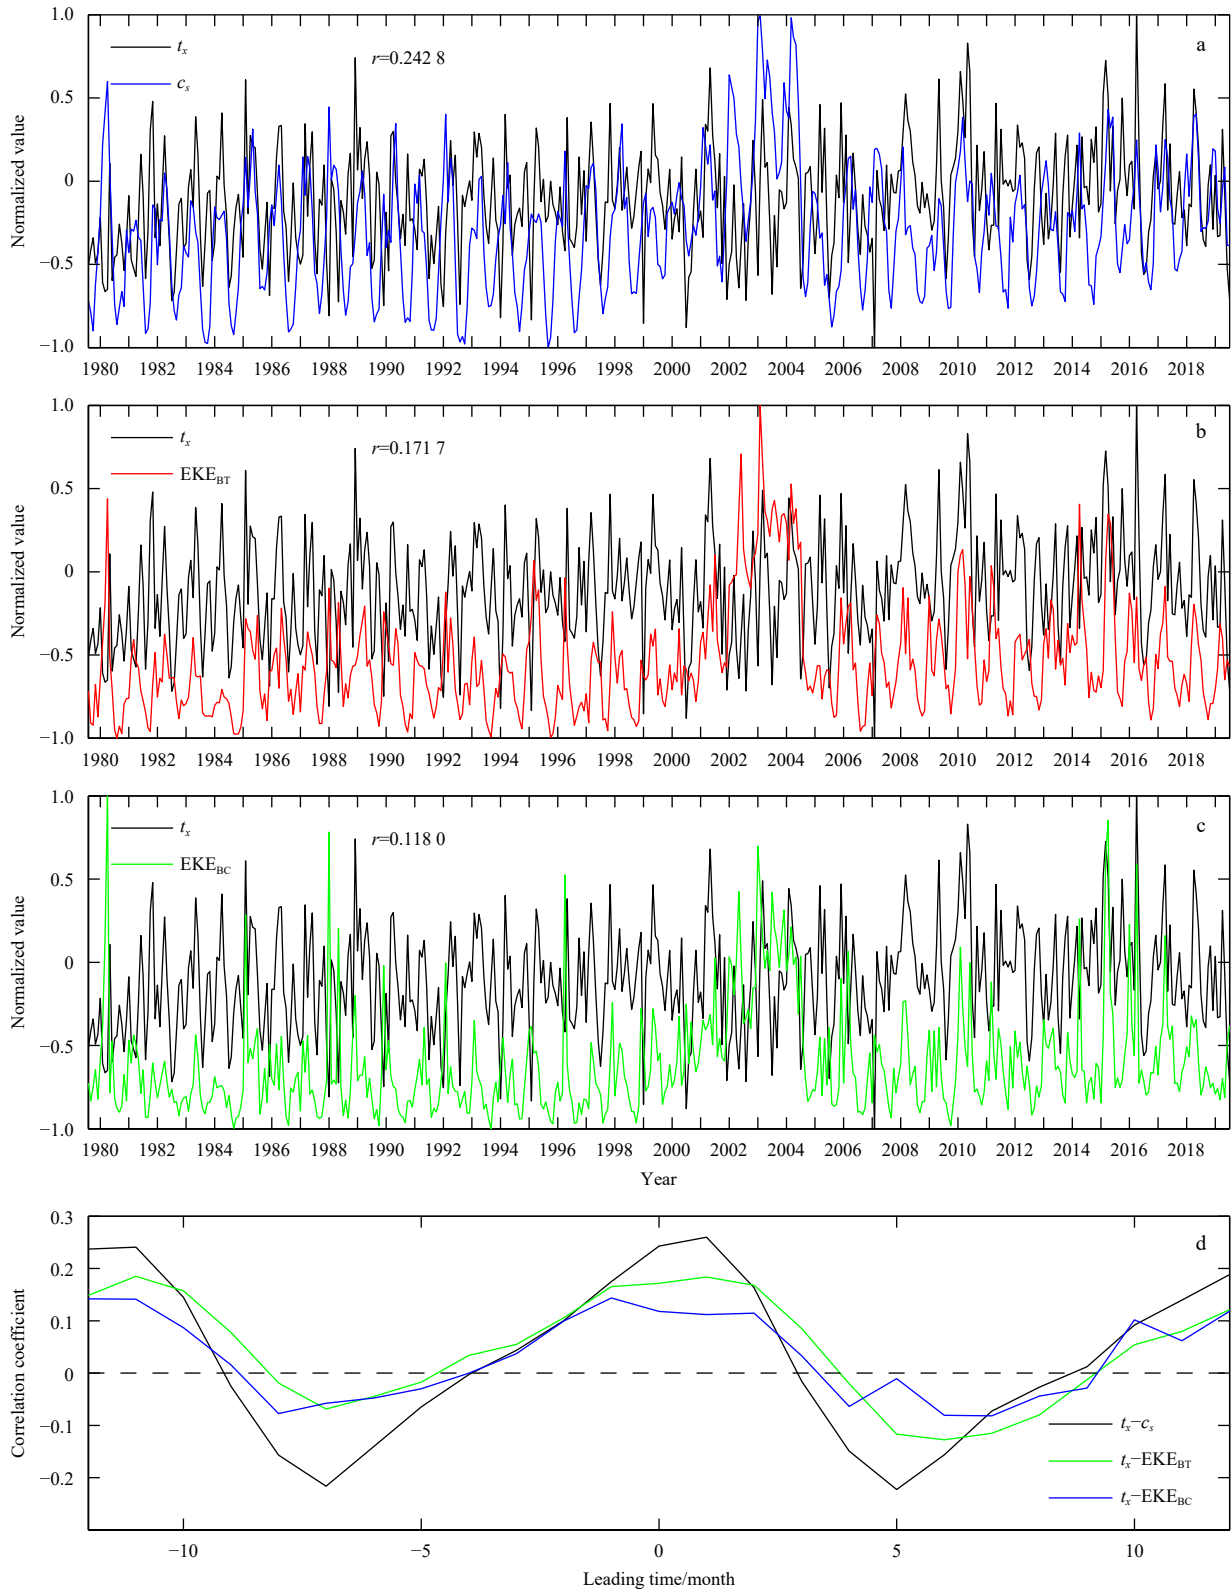 1.0
a
tx
r=0.242 8
cs
0.5
Normalized value
0
−0.5
−1.0
1980 1982 1984 1986 1988 1990 1992 1994 1996 1998 2000 2002 2004 2006 2008 2010 2012 2014 2016 2018
1.0
b
tx
r=0.171 7
EKEBT
0.5
Normalized value
0
−0.5
−1.0
1980 1982 1984 1986 1988 1990 1992 1994 1996 1998 2000 2002 2004 2006 2008 2010 2012 2014 2016 2018
1.0
c
tx
r=0.118 0
EKEBC
0.5
Normalized value
0
−0.5
−1.0
1980 1982 1984 1986 1988 1990 1992 1994 1996 1998 2000 2002 2004 2006 2008 2010 2012 2014 2016 2018
Year
0.3
d
0.2
0.1
Correlation coefficient
0
−0.1
tx−cs
tx−EKEBT
−0.2
tx−EKEBC
−10 −5 0 5 10
Leading time/month